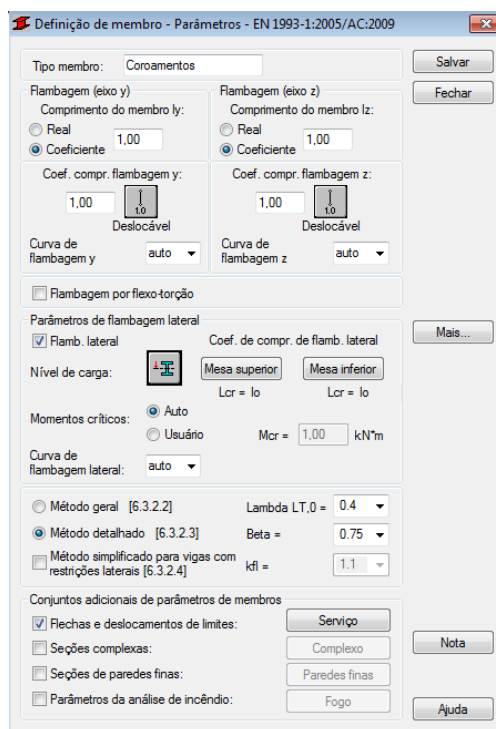 Definição de membro - Parâmetros - EN 1993-1:2005/AC:2009
Tipo membro: Coroamentos
Salvar
Fechar
Flambagem (eixo y) Flambagem (eixo z)
Comprimento do membro ly: Comprimento do membro lz:
Real Real
Coeficiente 1,00 Coeficiente 1,00
Coef. compr. flambagem y: Coef. compr. flambagem z:
1,00 1.0 1,00 1.0
Deslocável Deslocável
Curva de flambagem y auto Curva de flambagem z auto
Flambagem por flexo-torção
Parâmetros de flambagem lateral
Mais...
Flamb. lateral Coef. de compr. de flamb. lateral
Nível de carga: Mesa superior Mesa inferior
Lcr = lo Lcr = lo
Momentos críticos: Auto
Usuário Mcr = 1,00 kN*m
Curva de
flambagem lateral: auto
Método geral [6.3.2.2] Lambda LT,0 = 0.4
Método detalhado [6.3.2.3] Beta = 0.75
Método simplificado para vigas com
restrições laterais [6.3.2.4] kfl = 1.1
Conjuntos adicionais de parâmetros de membros
Flechas e deslocamentos de limites: Serviço
Seções complexas: Complexo
Nota
Seções de paredes finas: Paredes finas
Parâmetros da análise de incêndio: Fogo
Ajuda